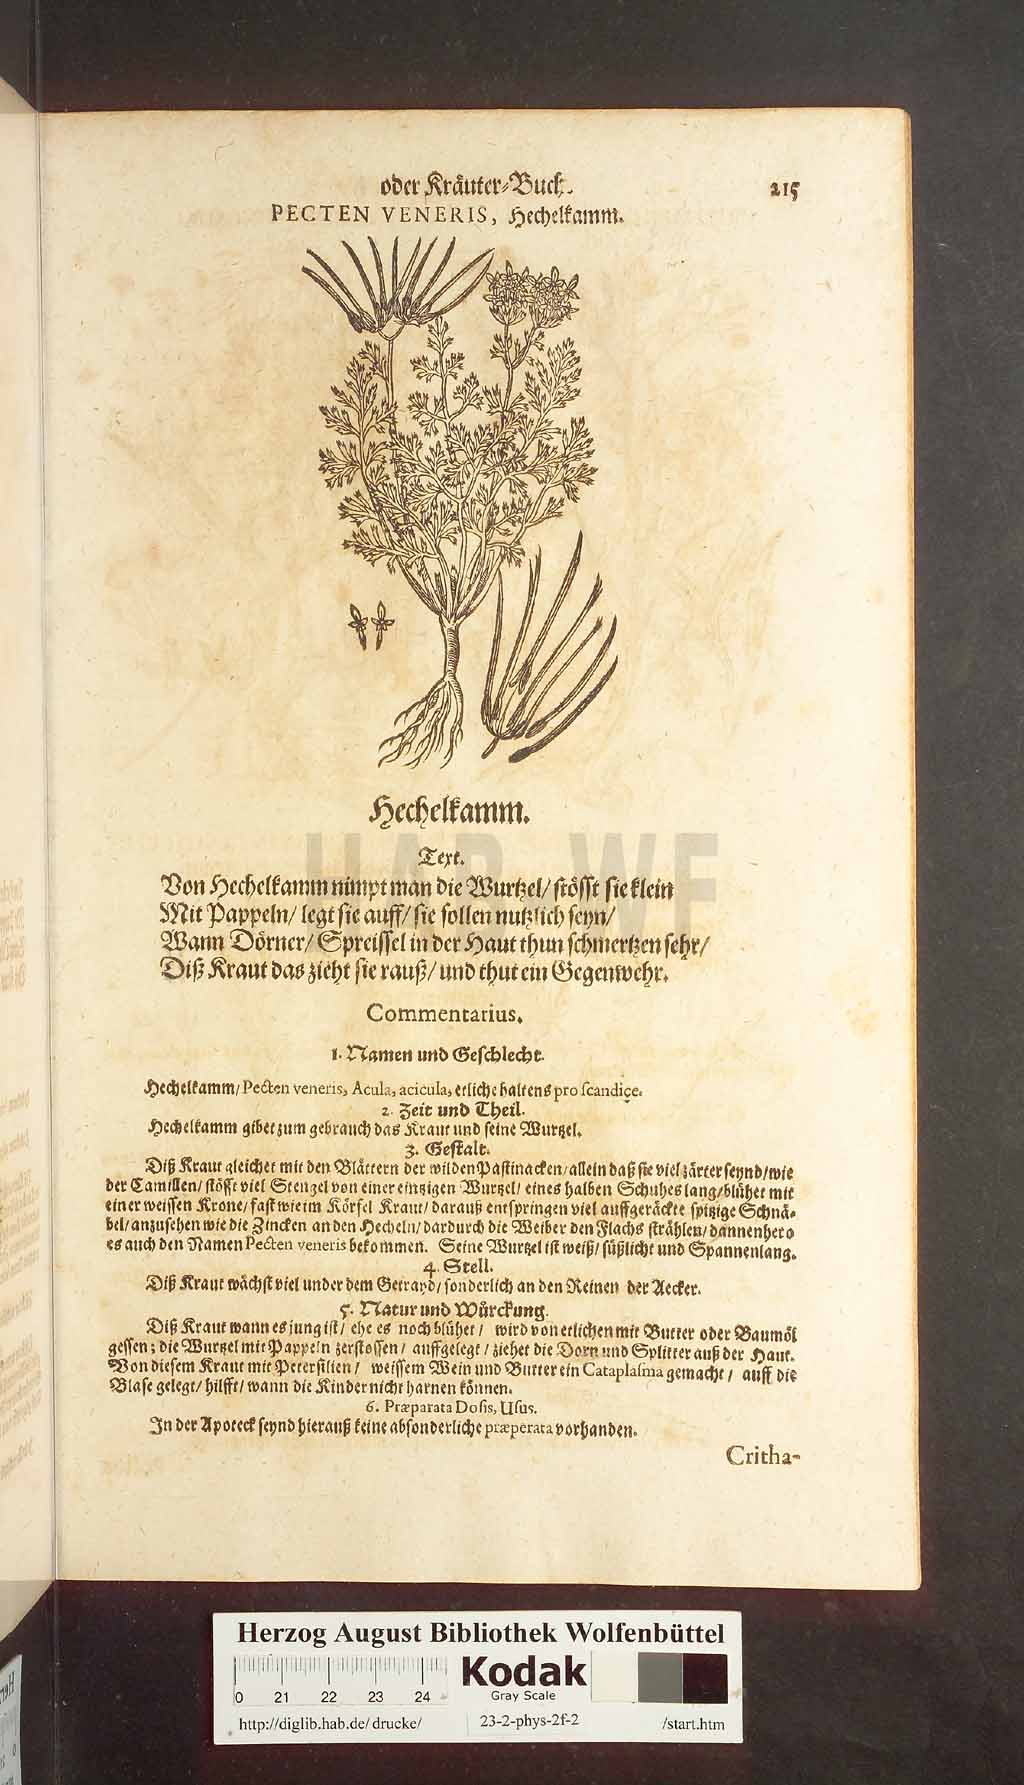 oder Kräuter-Buch. 215
PECTEN VENERIS, Hechelkamm.
Hechelkamm.
HAB WF
Text.
Von Hechelkamm nimpt man die Wurtzel/ stösst sie klein
Mit Pappeln/ legt sie auff/ sie sollen nutzlich seyn/
Wann Dörner/ Spreissel in der Haut thun schmertzen sehr/
Diß Kraut das zieht sie rauß/ und thut ein Gegenwehr.
Commentarius.
1. Namen und Geschlecht.
Hechelkamm/ Pecten veneris, Acula, acicula, etliche haltens pro scandice.
2. Zeit und Theil.
Hechelkamm gibet zum gebrauch das Kraut und seine Wurtzel.
3. Gestalt.
Diß Kraut gleichet mit den Blättern der wilden Pastinacken/ allein daß sie viel zärter seynd/ wie
der Camillen/ stösst viel Stengel von einer eintzigen Wurtzel/ eines halben Schuhes lang/ blühet mit
einer weissen Krone/ fast wie im Körfel Kraut/ darauß entspringen viel auffgeräckte spitzige Schnä-
bel/ anzusehen wie die Zincken an den Hecheln/ dardurch die Weiber den Flachs strählen/ dannenhero
es auch den Namen Pecten veneris bekommen. Seine Wurtzel ist weiß/ süßlicht und Spannenlang.
4. Stell.
Diß Kraut wächst viel under dem Getrayd/ sonderlich an den Reinen der Aecker.
5. Natur und Würckung.
Diß Kraut wann es jung ist/ ehe es noch blühet/ wird von etlichen mit Butter oder Baumöl
gessen; die Wurtzel mit Pappeln zerstossen/ auffgelegt/ ziehet die Dorn und Splitter auß der Haut.
Von diesem Kraut mit Petersilien/ weissem Wein und Butter ein Cataplasma gemacht/ auff die
Blase gelegt/ hilfft/ wann die Kinder nicht harnen können.
6. Præparata Dosis, Usus.
In der Apoteck seynd hierauß keine absonderliche præperata vorhanden.
Critha-
Herzog August Bibliothek Wolfenbüttel
Kodak
Gray Scale
0 21 22 23 24
http://diglib.hab.de/drucke/ 23-2-phys-2f-2 /start.htm